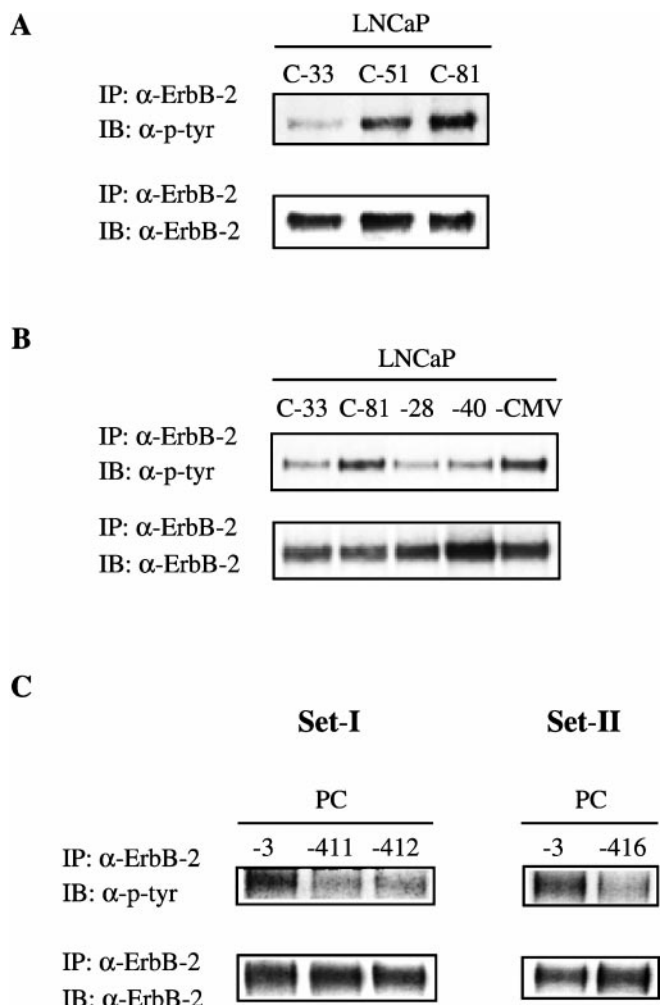 A
LNCaP
C-33 C-51 C-81
IP: α-ErbB-2
IB: α-p-tyr
IP: α-ErbB-2
IB: α-ErbB-2
B
LNCaP
C-33 C-81 -28 -40 -CMV
IP: α-ErbB-2
IB: α-p-tyr
IP: α-ErbB-2
IB: α-ErbB-2
C
Set-I Set-II
PC PC
-3 -411 -412 -3 -416
IP: α-ErbB-2
IB: α-p-tyr
IP: α-ErbB-2
IB: α-ErbB-2